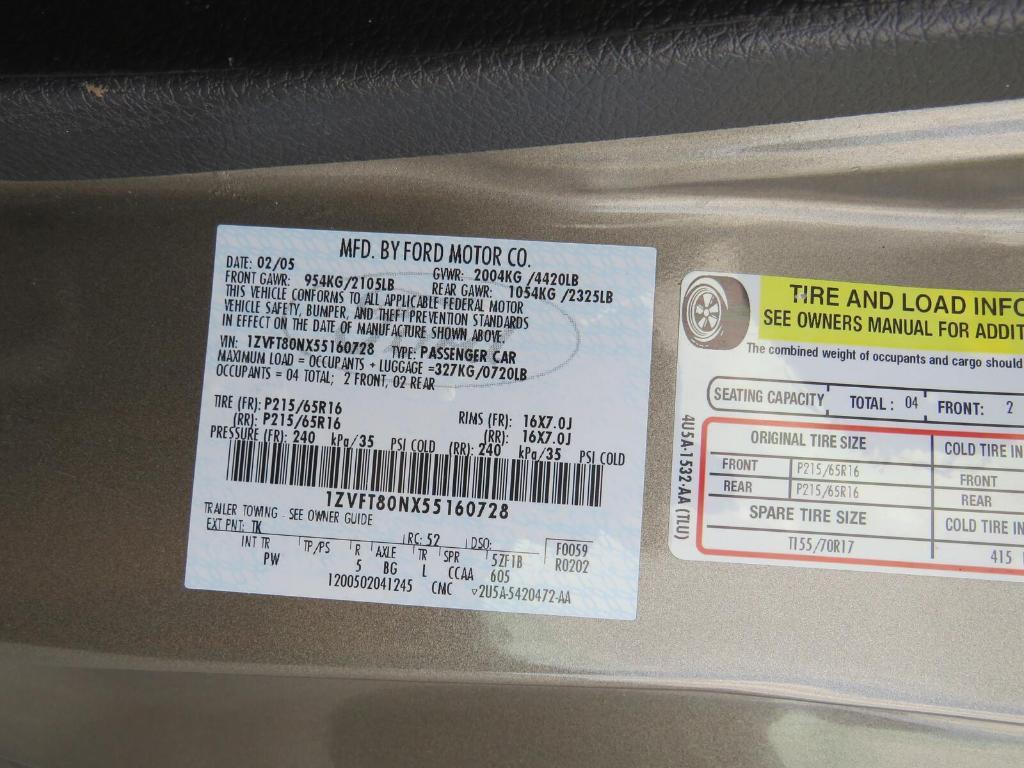 MFD. BY FORD MOTOR CO.
DATE: 02/05 GVWR: 2004KG /4420LB
FRONT GAWR: 954KG/2105LB REAR GAWR: 1054KG /2325LB
THIS VEHICLE CONFORMS TO ALL APPLICABLE FEDERAL MOTOR
VEHICLE SAFETY, BUMPER, AND THEFT PREVENTION STANDARDS
IN EFFECT ON THE DATE OF MANUFACTURE SHOWN ABOVE.
VIN: 1ZVFT80NX55160728 TYPE: PASSENGER CAR
MAXIMUM LOAD = OCCUPANTS + LUGGAGE =327KG/0720LB
OCCUPANTS = 04 TOTAL; 2 FRONT, 02 REAR
TIRE (FR): P215/65R16 RIMS (FR): 16X7.0J
(RR): P215/65R16 (RR): 16X7.0J
PRESSURE (FR): 240 kPa/35 PSI COLD (RR): 240 kPa/35 PSI COLD
1ZVFT80NX55160728
TRAILER TOWING - SEE OWNER GUIDE
EXT PNT: TK RC: 52 DSO: F0059
INT TR TP/PS R AXLE TR SPR 5ZF1B R0202
PW 5 BG L CCAA 605
1200502041245 CMC ▿2U5A-5420472-AA
TIRE AND LOAD INFO
SEE OWNERS MANUAL FOR ADDIT
The combined weight of occupants and cargo should
SEATING CAPACITY TOTAL: 04 FRONT: 2
ORIGINAL TIRE SIZE COLD TIRE IN
FRONT P215/65R16 FRONT
REAR P215/65R16 REAR
SPARE TIRE SIZE COLD TIRE IN
T155/70R17 415
4U5A-1532-AA (TLU)